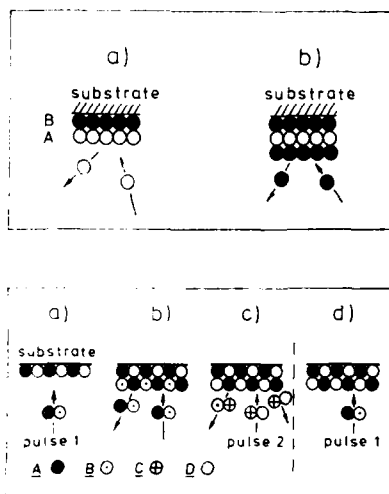 a) b)
substrate substrate
B
A
a) b) c) d)
substrate
pulse 1 pulse 2 pulse 1
A B C D